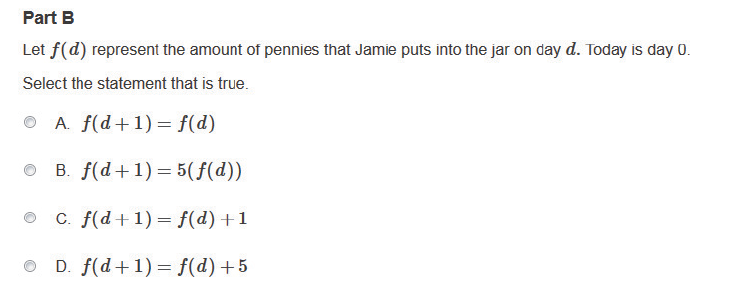 Part B
Let f(d) represent the amount of pennies that Jamie puts into the jar on day d. Today is day 0.
Select the statement that is true.
A. f(d+1) = f(d)
B. f(d+1) = 5(f(d))
C. f(d+1) = f(d)+1
D. f(d+1) = f(d)+5